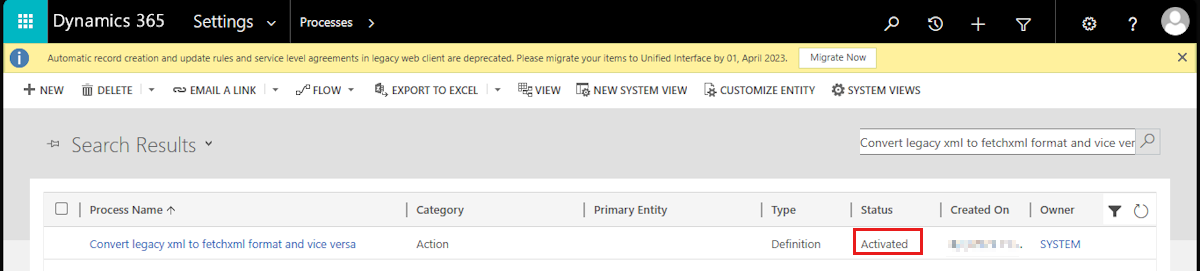 Dynamics 365 Settings Processes
Automatic record creation and update rules and service level agreements in legacy web client are deprecated. Please migrate your items to Unified Interface by 01, April 2023. Migrate Now
NEW DELETE EMAIL A LINK FLOW EXPORT TO EXCEL VIEW NEW SYSTEM VIEW CUSTOMIZE ENTITY SYSTEM VIEWS
Search Results Convert legacy xml to fetchxml format and vice versa
Process Name Category Primary Entity Type Status Created On Owner
Convert legacy xml to fetchxml format and vice versa Action Definition Activated SYSTEM